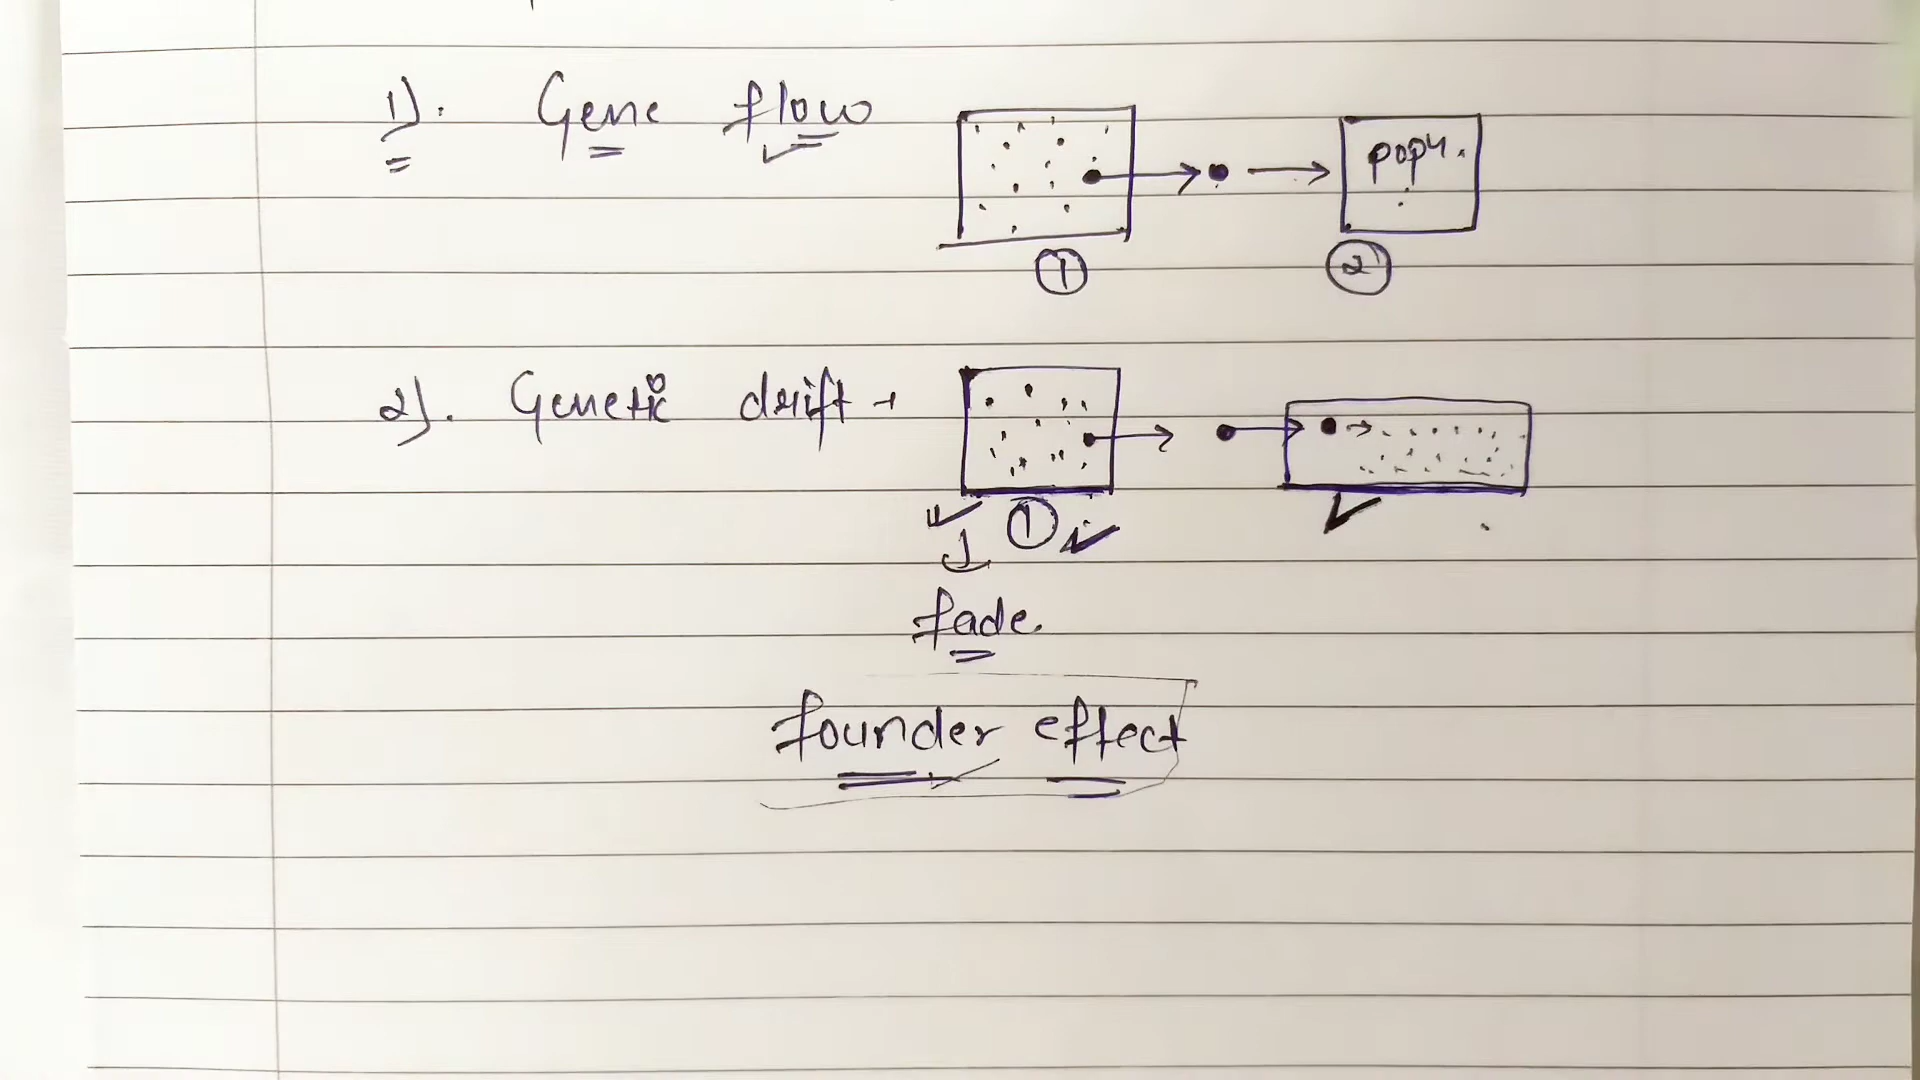 1). Gene flow
popu.
1
2
2). Genetic drift →
1
fade
founder effect